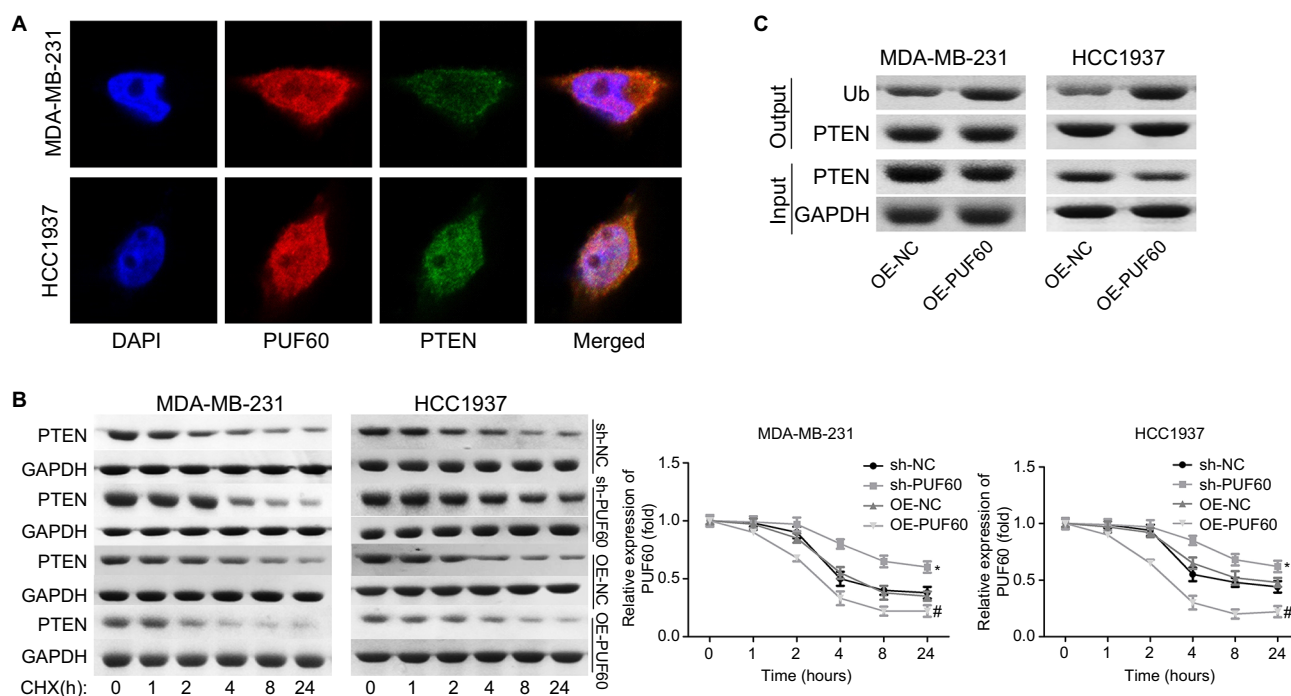 A
MDA-MB-231
HCC1937
DAPI PUF60 PTEN Merged
C
MDA-MB-231 HCC1937
Output
Ub
PTEN
Input
PTEN
GAPDH
OE-NC OE-PUF60 OE-NC OE-PUF60
B
MDA-MB-231 HCC1937
PTEN
GAPDH
sh-NC
PTEN
GAPDH
sh-PUF60
PTEN
GAPDH
OE-NC
PTEN
GAPDH
OE-PUF60
CHX(h): 0 1 2 4 8 24 0 1 2 4 8 24
MDA-MB-231
Relative expression of
PUF60 (fold)
1.5
1.0
0.5
0.0
sh-NC
sh-PUF60
OE-NC
OE-PUF60
*
#
0 1 2 4 8 24
Time (hours)
HCC1937
Relative expression of
PUF60 (fold)
1.5
1.0
0.5
0.0
sh-NC
sh-PUF60
OE-NC
OE-PUF60
*
#
0 1 2 4 8 24
Time (hours)